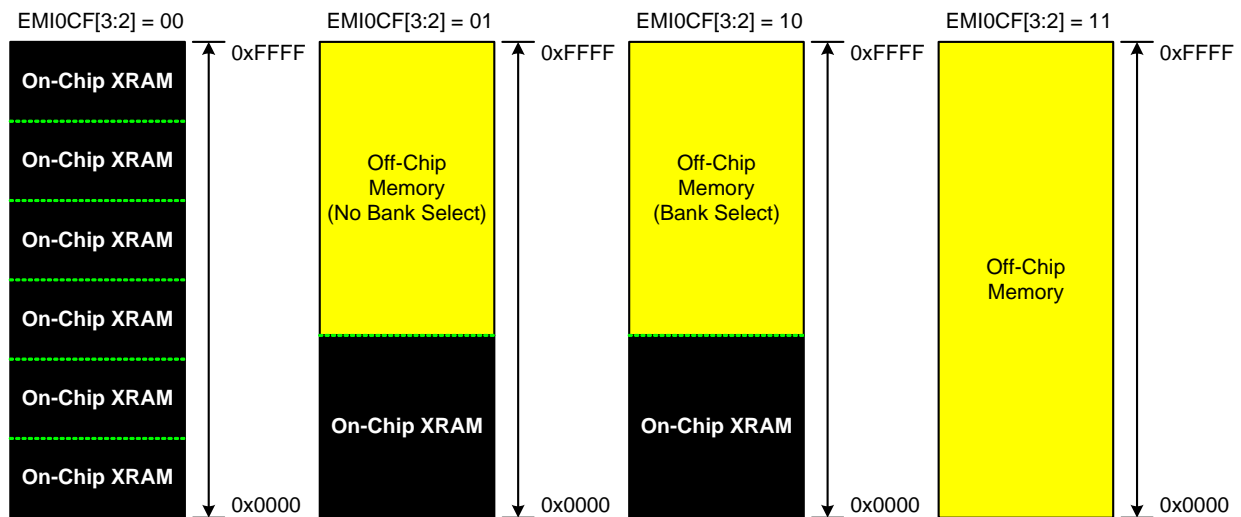 EMI0CF[3:2] = 00
EMI0CF[3:2] = 01
EMI0CF[3:2] = 10
EMI0CF[3:2] = 11
0xFFFF
0xFFFF
0xFFFF
0xFFFF
On-Chip XRAM
On-Chip XRAM
On-Chip XRAM
On-Chip XRAM
On-Chip XRAM
On-Chip XRAM
Off-Chip
Memory
(No Bank Select)
On-Chip XRAM
Off-Chip
Memory
(Bank Select)
On-Chip XRAM
Off-Chip
Memory
0x0000
0x0000
0x0000
0x0000